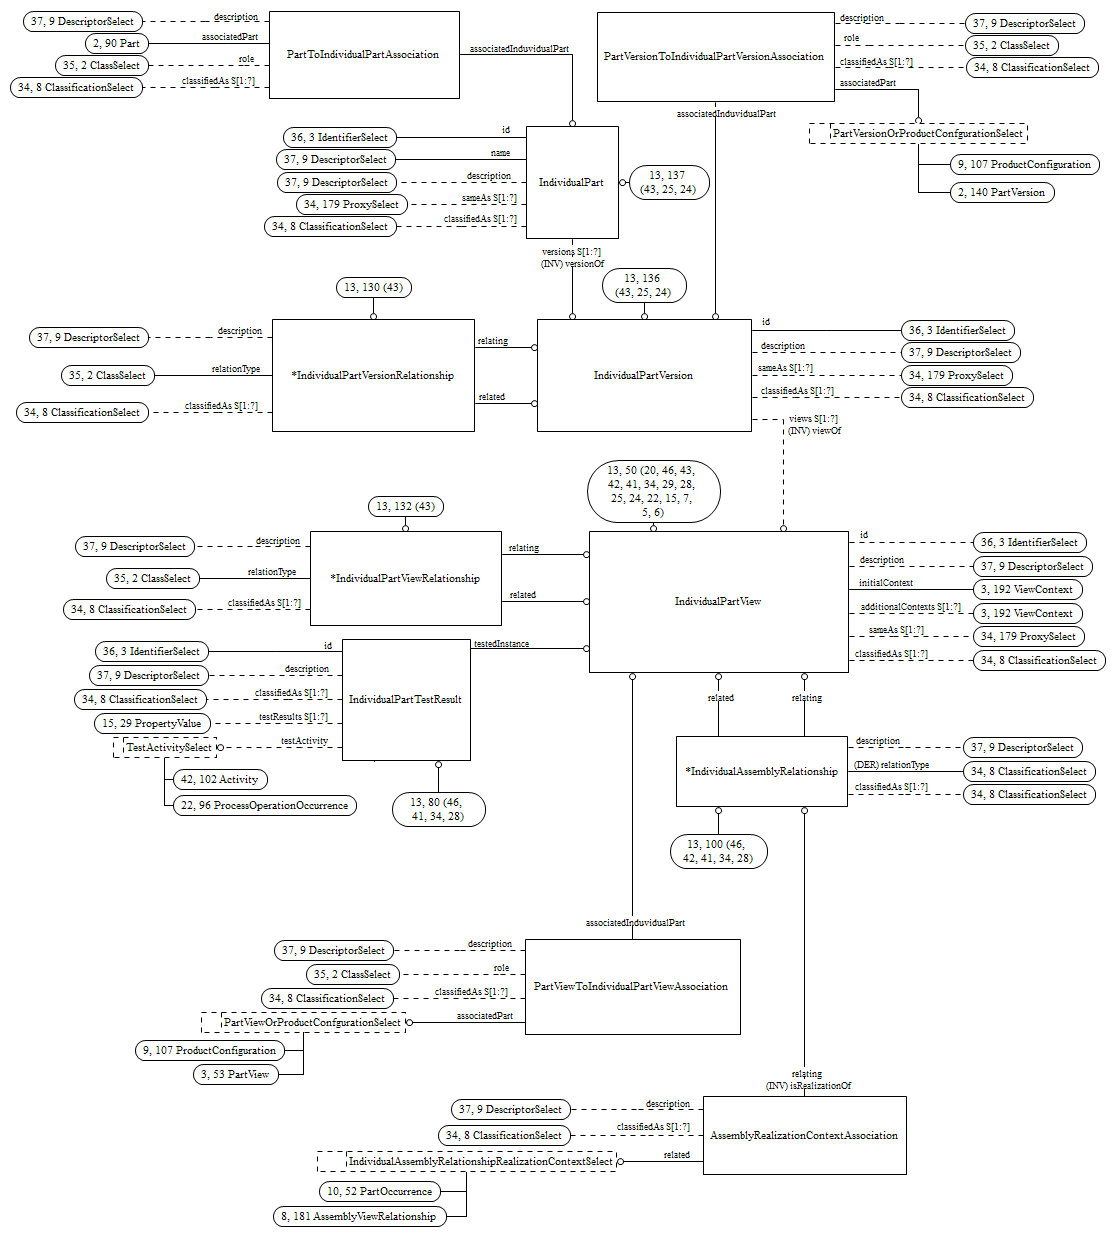 37, 9 DescriptorSelect
description
2, 90 Part
associatedPart
35, 2 ClassSelect
role
34, 8 ClassificationSelect
classifiedAs S[1:?]
PartToIndividualPartAssociation
associatedInduvidualPart
PartVersionToIndividualPartVersionAssociation
description
37, 9 DescriptorSelect
role
35, 2 ClassSelect
classifiedAs S[1:?]
34, 8 ClassificationSelect
associatedPart
associatedInduvidualPart
PartVersionOrProductConfgurationSelect
9, 107 ProductConfiguration
2, 140 PartVersion
36, 3 IdentifierSelect
id
37, 9 DescriptorSelect
name
37, 9 DescriptorSelect
description
34, 179 ProxySelect
sameAs S[1:?]
34, 8 ClassificationSelect
classifiedAs S[1:?]
IndividualPart
13, 137
(43, 25, 24)
versions S[1:?]
(INV) versionOf
13, 136
(43, 25, 24)
13, 130 (43)
37, 9 DescriptorSelect
description
35, 2 ClassSelect
relationType
34, 8 ClassificationSelect
classifiedAs S[1:?]
*IndividualPartVersionRelationship
relating
related
IndividualPartVersion
id
36, 3 IdentifierSelect
description
37, 9 DescriptorSelect
sameAs S[1:?]
34, 179 ProxySelect
classifiedAs S[1:?]
34, 8 ClassificationSelect
views S[1:?]
(INV) viewOf
13, 50 (20, 46, 43,
42, 41, 34, 29, 28,
25, 24, 22, 15, 7,
5, 6)
13, 132 (43)
37, 9 DescriptorSelect
description
35, 2 ClassSelect
relationType
34, 8 ClassificationSelect
classifiedAs S[1:?]
*IndividualPartViewRelationship
relating
related
IndividualPartView
id
36, 3 IdentifierSelect
description
37, 9 DescriptorSelect
initialContext
3, 192 ViewContext
additionalContexts S[1:?]
3, 192 ViewContext
sameAs S[1:?]
34, 179 ProxySelect
classifiedAs S[1:?]
34, 8 ClassificationSelect
36, 3 IdentifierSelect
id
37, 9 DescriptorSelect
description
34, 8 ClassificationSelect
classifiedAs S[1:?]
15, 29 PropertyValue
testResults S[1:?]
TestActivitySelect
testActivity
42, 102 Activity
22, 96 ProcessOperationOccurrence
IndividualPartTestResult
testedInstance
13, 80 (46,
41, 34, 28)
related
relating
*IndividualAssemblyRelationship
description
37, 9 DescriptorSelect
(DER) relationType
34, 8 ClassificationSelect
classifiedAs S[1:?]
34, 8 ClassificationSelect
13, 100 (46,
42, 41, 34, 28)
associatedInduvidualPart
37, 9 DescriptorSelect
description
35, 2 ClassSelect
role
34, 8 ClassificationSelect
classifiedAs S[1:?]
PartViewOrProductConfgurationSelect
associatedPart
9, 107 ProductConfiguration
3, 53 PartView
PartViewToIndividualPartViewAssociation
relating
(INV) isRealizationOf
37, 9 DescriptorSelect
description
34, 8 ClassificationSelect
classifiedAs S[1:?]
IndividualAssemblyRelationshipRealizationContextSelect
related
10, 52 PartOccurrence
8, 181 AssemblyViewRelationship
AssemblyRealizationContextAssociation